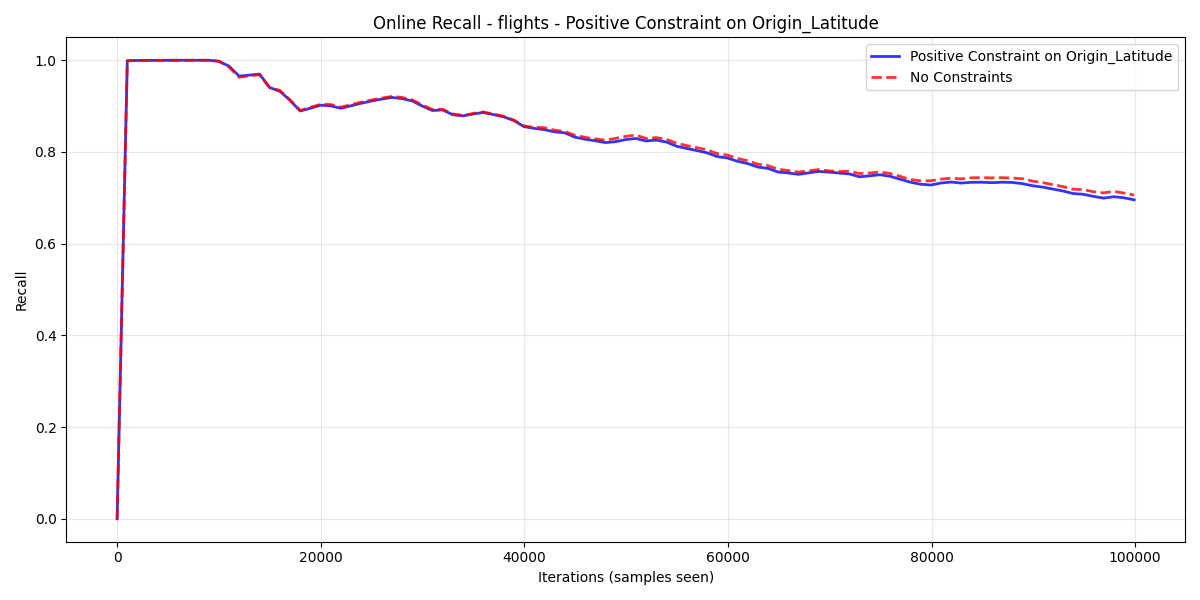 Online Recall - flights - Positive Constraint on Origin_Latitude
Positive Constraint on Origin_Latitude
No Constraints
Recall
1.0
0.8
0.6
0.4
0.2
0.0
0
20000
40000
60000
80000
100000
Iterations (samples seen)